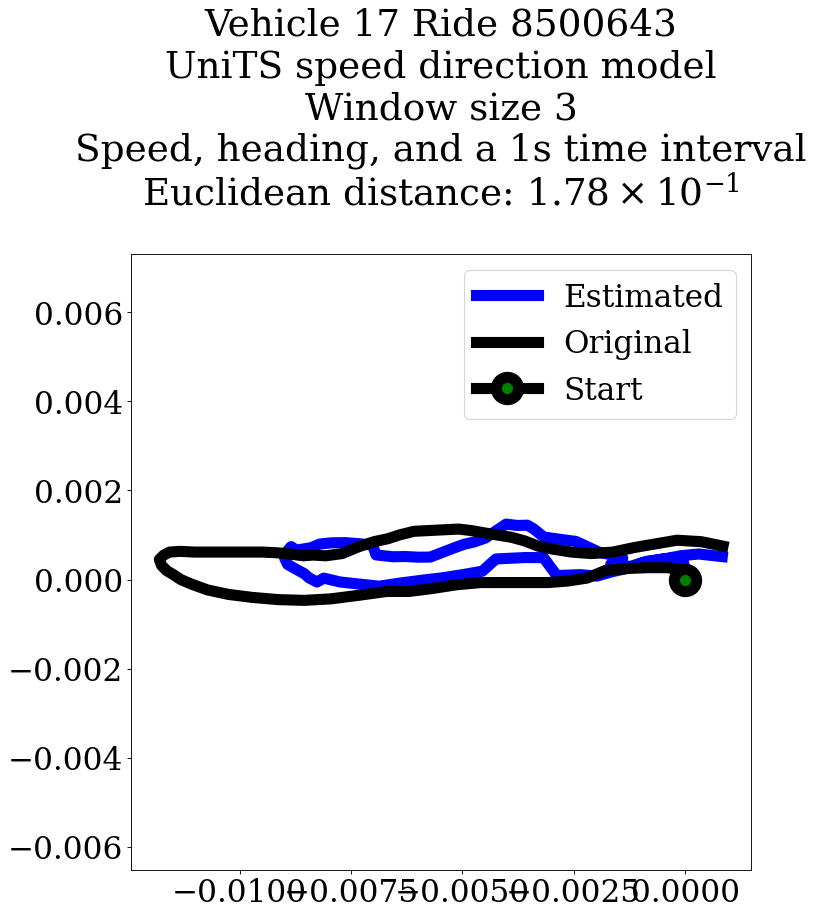 Vehicle 17 Ride 8500643
UniTS speed direction model
Window size 3
Speed, heading, and a 1s time interval
Euclidean distance: 1.78 × 10⁻¹
Estimated
Original
Start
0.006
0.004
0.002
0.000
−0.002
−0.004
−0.006
−0.0100 −0.0075 −0.0050 −0.0025 0.0000